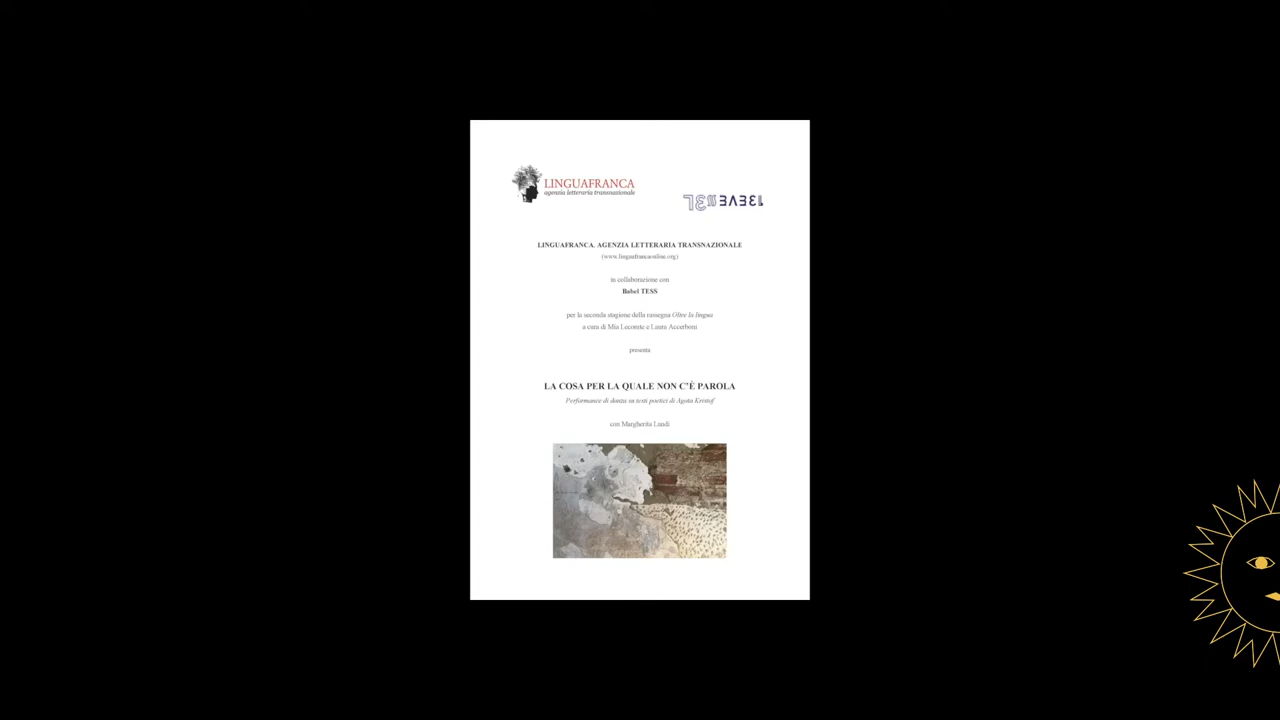 LINGUAFRANCA
agenzia letteraria transnazionale
LINGUAFRANCA. AGENZIA LETTERARIA TRANSNAZIONALE
(www.linguafrancaonline.org)
in collaborazione con
Babel TESS
per la seconda stagione della rassegna Oltre la lingua
a cura di Mia Lecomte e Laura Accerboni
presenta
LA COSA PER LA QUALE NON C'È PAROLA
Performance di danza su testi poetici di Agota Kristof
con Margherita Landi